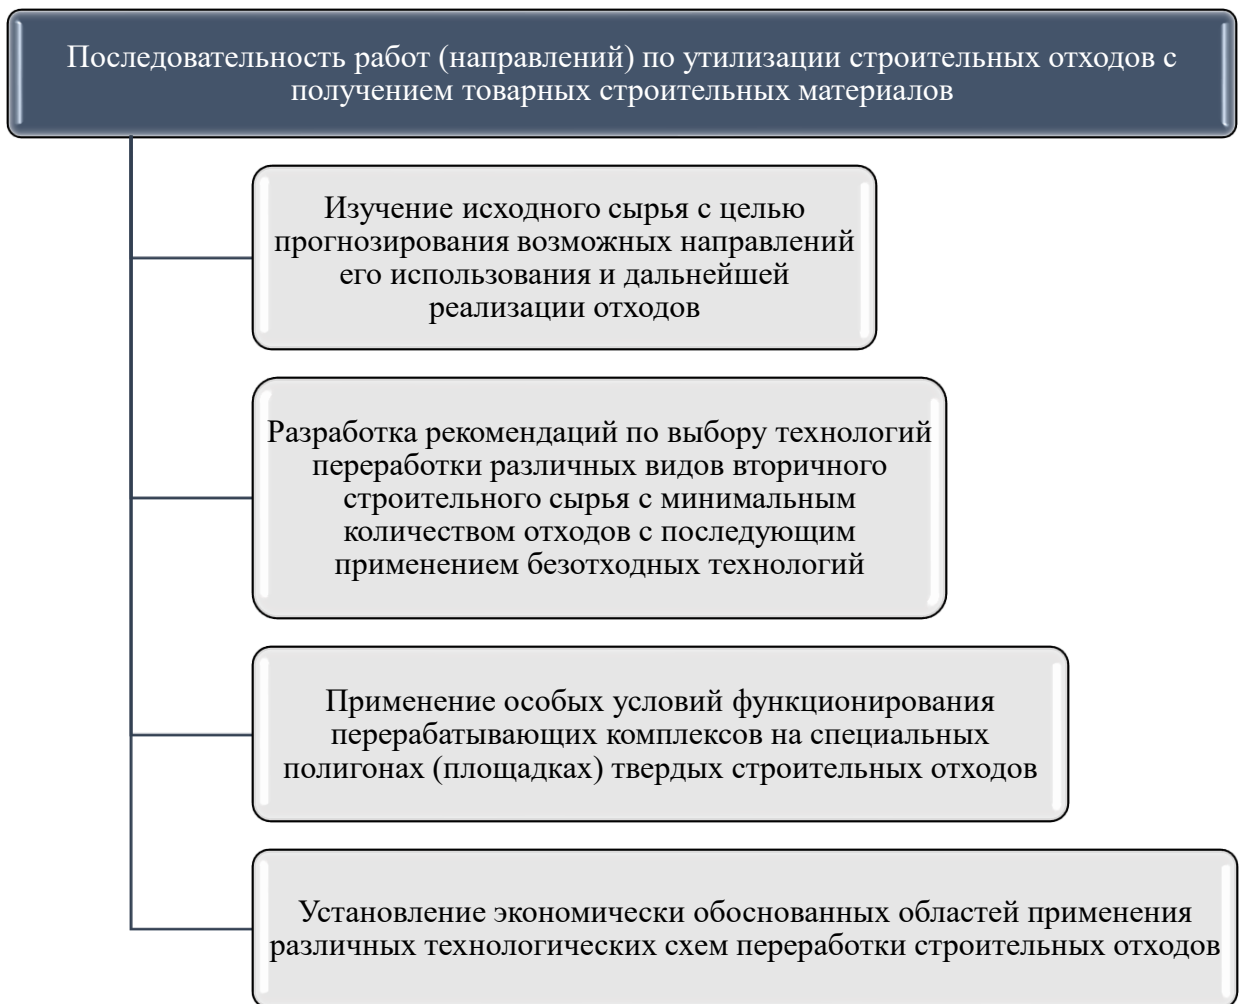 Последовательность работ (направлений) по утилизации строительных отходов с
получением товарных строительных материалов
Изучение исходного сырья с целью
прогнозирования возможных направлений
его использования и дальнейшей
реализации отходов
Разработка рекомендаций по выбору технологий
переработки различных видов вторичного
строительного сырья с минимальным
количеством отходов с последующим
применением безотходных технологий
Применение особых условий функционирования
перерабатывающих комплексов на специальных
полигонах (площадках) твердых строительных отходов
Установление экономически обоснованных областей применения
различных технологических схем переработки строительных отходов